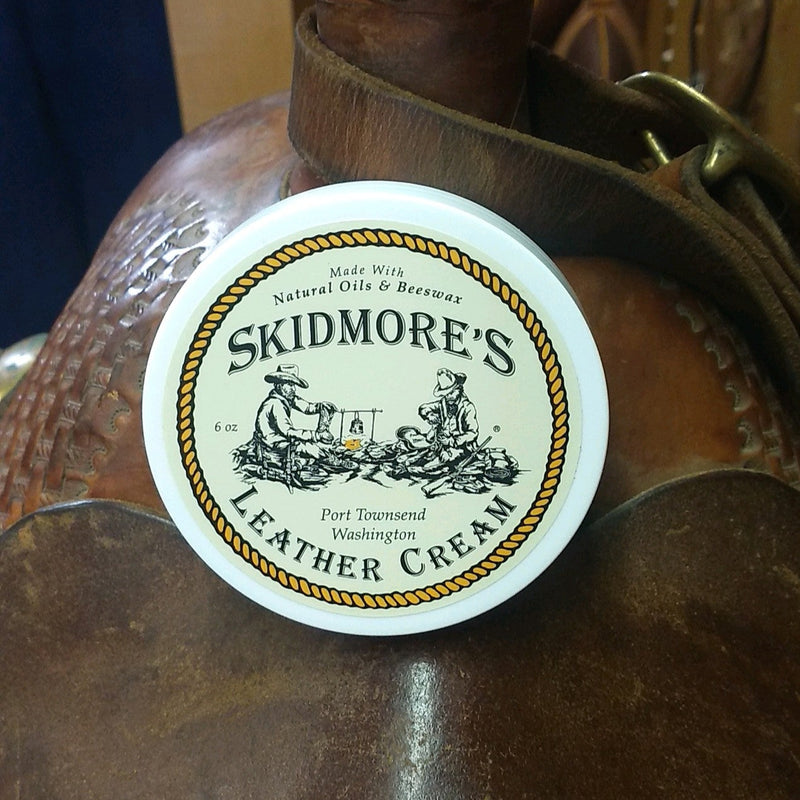 Made With
Natural Oils & Beeswax
SKIDMORE'S
6 oz
®
Port Townsend
Washington
LEATHER CREAM